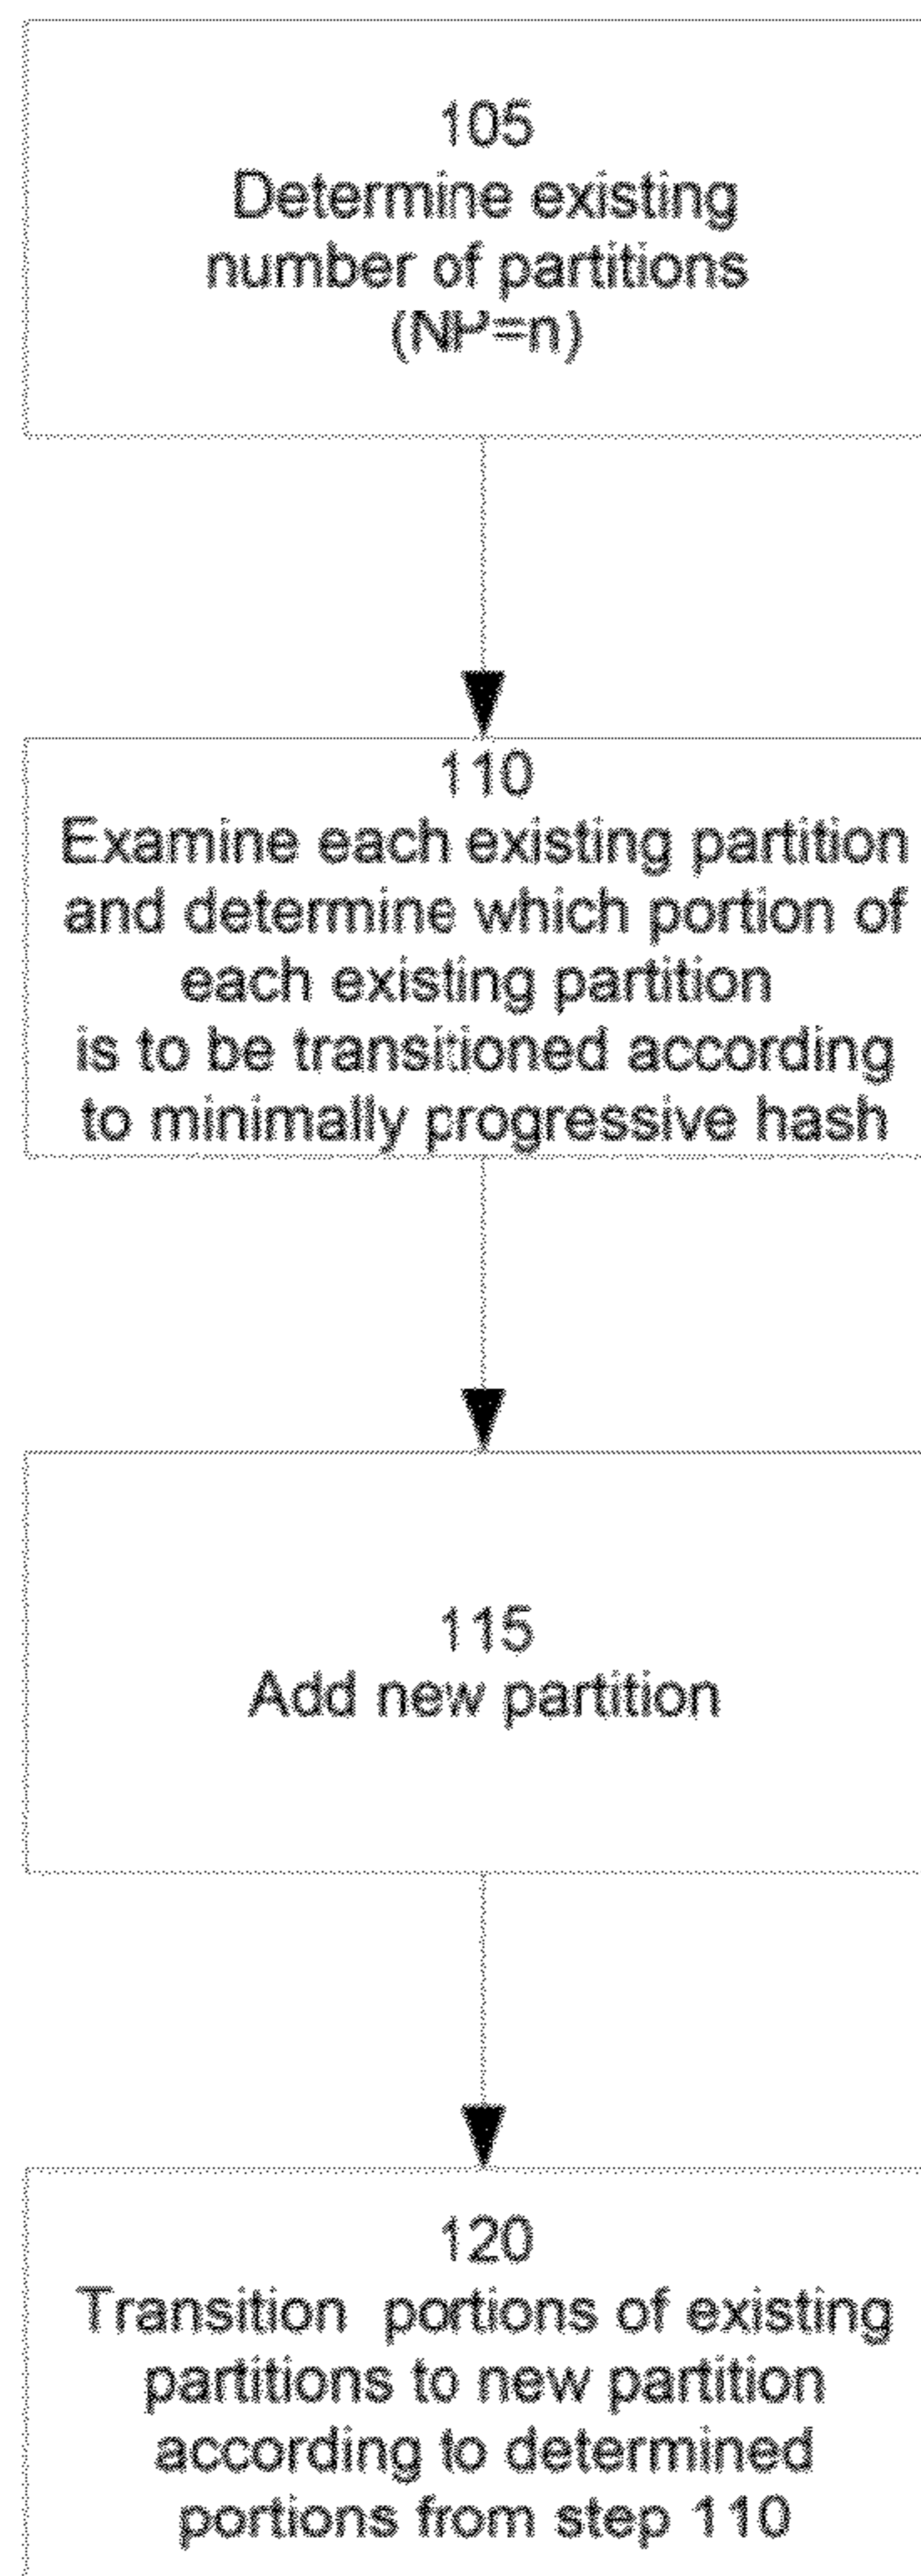 105
Determine existing
number of partitions
(NP=n)
110
Examine each existing partition
and determine which portion of
each existing partition
is to be transitioned according
to minimally progressive hash
115
Add new partition
120
Transition portions of existing
partitions to new partition
according to determined
portions from step 110